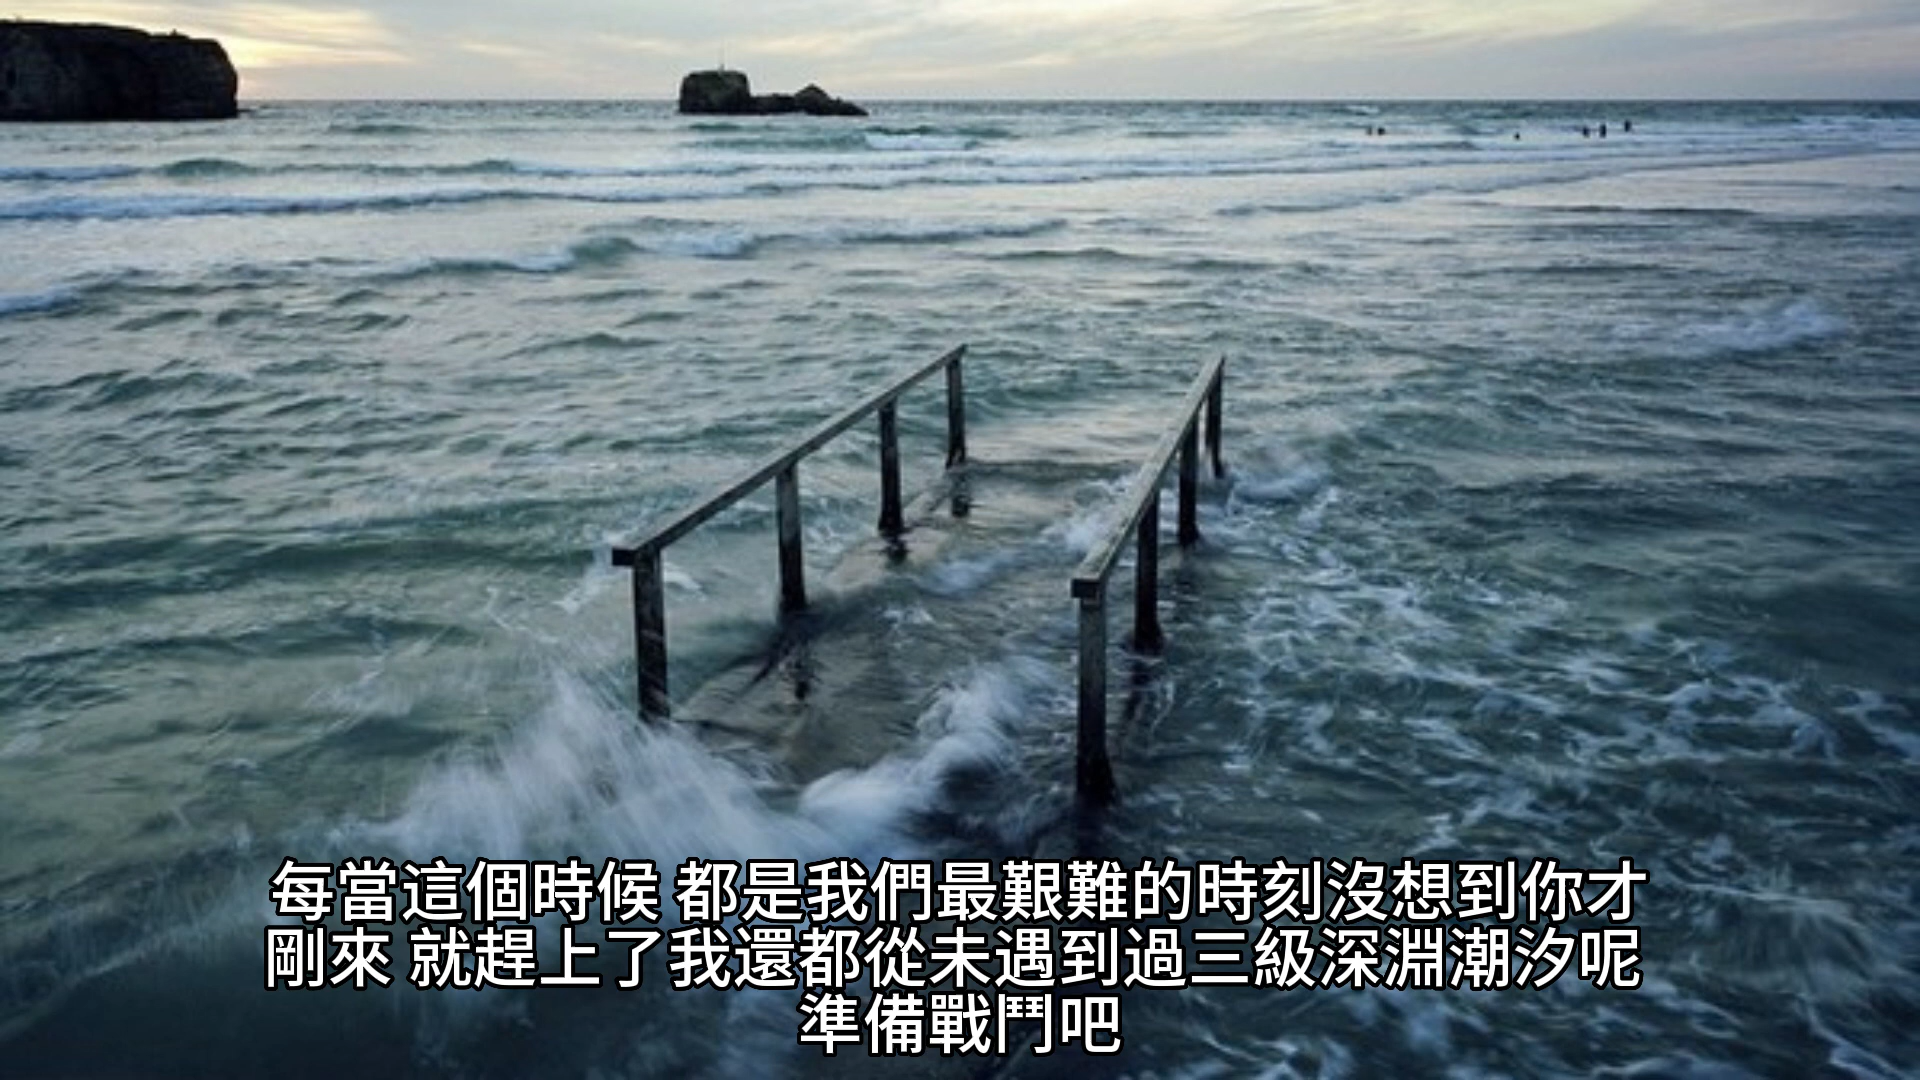 每當這個時候 都是我們最艱難的時刻沒想到你才
剛來 就趕上了我還都從未遇到過三級深淵潮汐呢
準備戰鬥吧